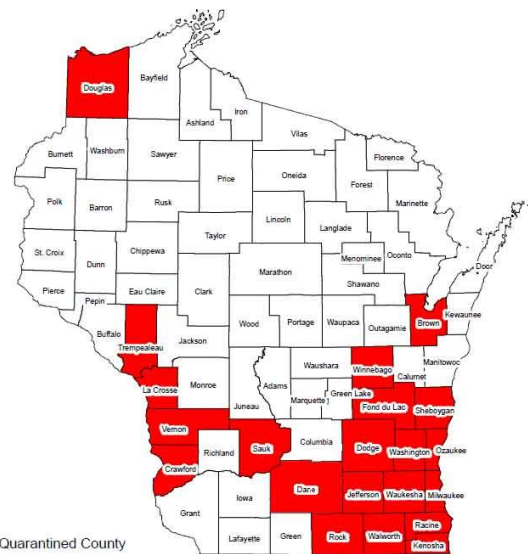 Douglas
Bayfield
Iron
Ashland
Vilas
Burnett
Washburn
Sawyer
Florence
Oneida
Forest
Price
Marinette
Polk
Barron
Rusk
Lincoln
Langlade
Taylor
St. Croix
Chippewa
Dunn
Menominee
Oconto
Door
Marathon
Shawano
Pierce
Pepin
Eau Claire
Clark
Buffalo
Trempealeau
Jackson
Wood
Portage
Waupaca
Outagamie
Brown
Kewaunee
Manitowoc
Waushara
Winnebago
Calumet
La Crosse
Monroe
Juneau
Adams
Marquette
Green Lake
Fond du Lac
Sheboygan
Vernon
Richland
Sauk
Columbia
Dodge
Washington
Ozaukee
Crawford
Dane
Jefferson
Waukesha
Milwaukee
Iowa
Grant
Lafayette
Green
Rock
Walworth
Racine
Kenosha
Quarantined County